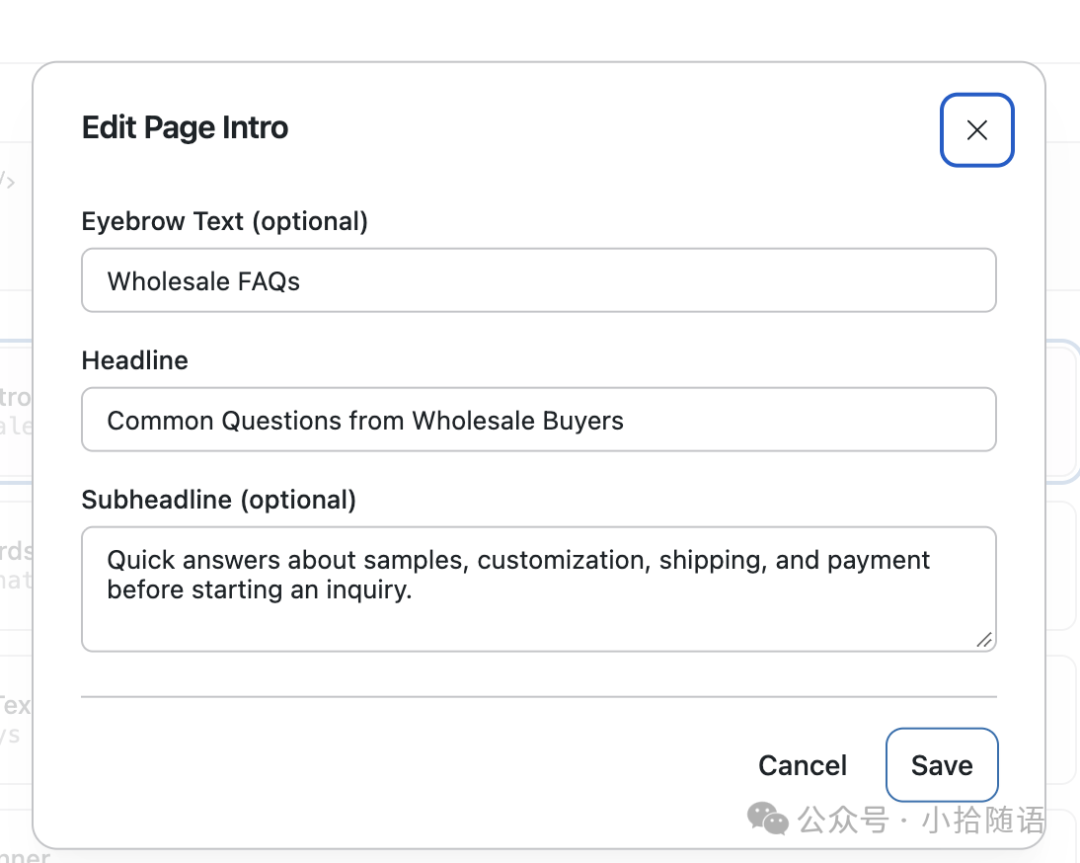 Edit Page Intro
Eyebrow Text (optional)
Wholesale FAQs
Headline
Common Questions from Wholesale Buyers
Subheadline (optional)
Quick answers about samples, customization, shipping, and payment
before starting an inquiry.
Cancel
Save
公众号 · 小拾随语